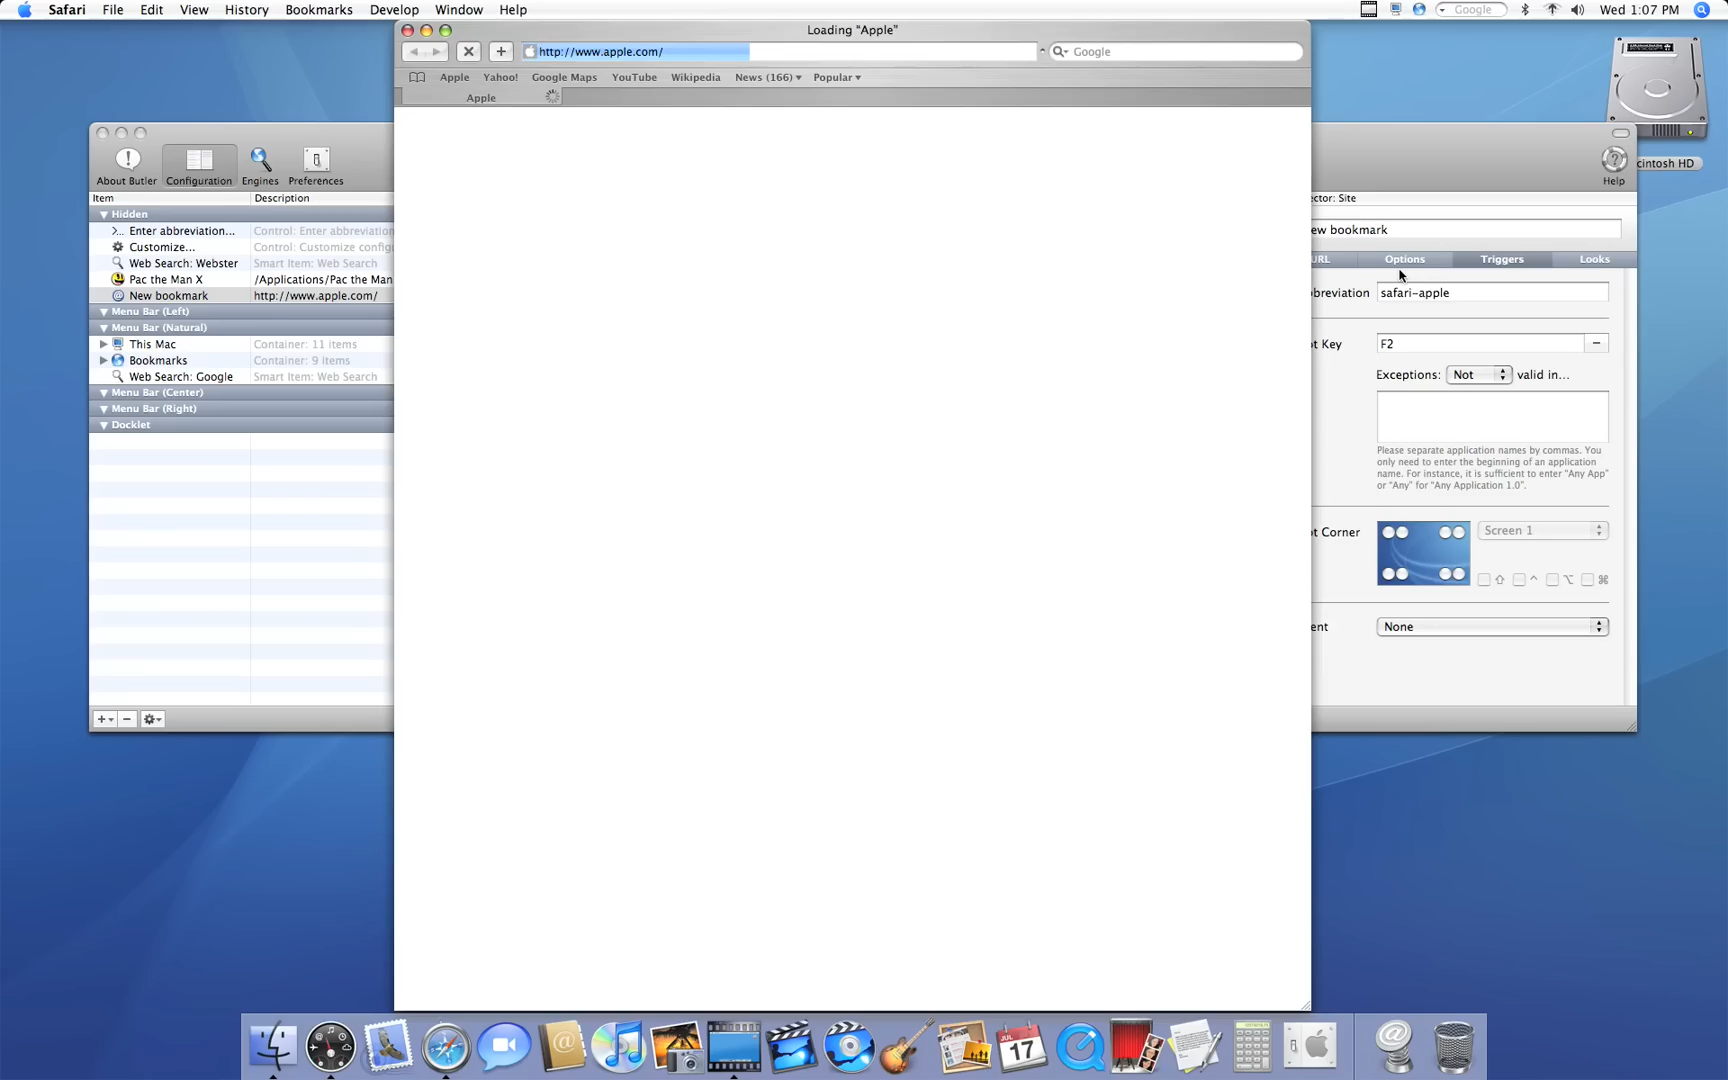 Safari File Edit View History Bookmarks Develop Window Help Google Wed 1:07 PM
Loading "Apple"
http://www.apple.com/ Google
Apple Yahoo! Google Maps YouTube Wikipedia News (166) Popular
Apple
cintosh HD
About Butler Configuration Engines Preferences Help
Item Description ctor: Site
Hidden
Enter abbreviation... Control: Enter abbreviation
Customize... Control: Customize config
Web Search: Webster Smart Item: Web Search
Pac the Man X /Applications/Pac the Man
New bookmark http://www.apple.com/
Menu Bar (Left)
Menu Bar (Natural)
This Mac Container: 11 items
Bookmarks Container: 9 items
Web Search: Google Smart Item: Web Search
Menu Bar (Center)
Menu Bar (Right)
Docklet
ew bookmark
URL Options Triggers Looks
breviation safari-apple
t Key F2
Exceptions: Not valid in...
Please separate application names by commas. You
only need to enter the beginning of an application
name. For instance, it is sufficient to enter "Any App"
or "Any" for "Any Application 1.0".
t Corner Screen 1
⇧ ^ ⌥ ⌘
ent None
JUL
17